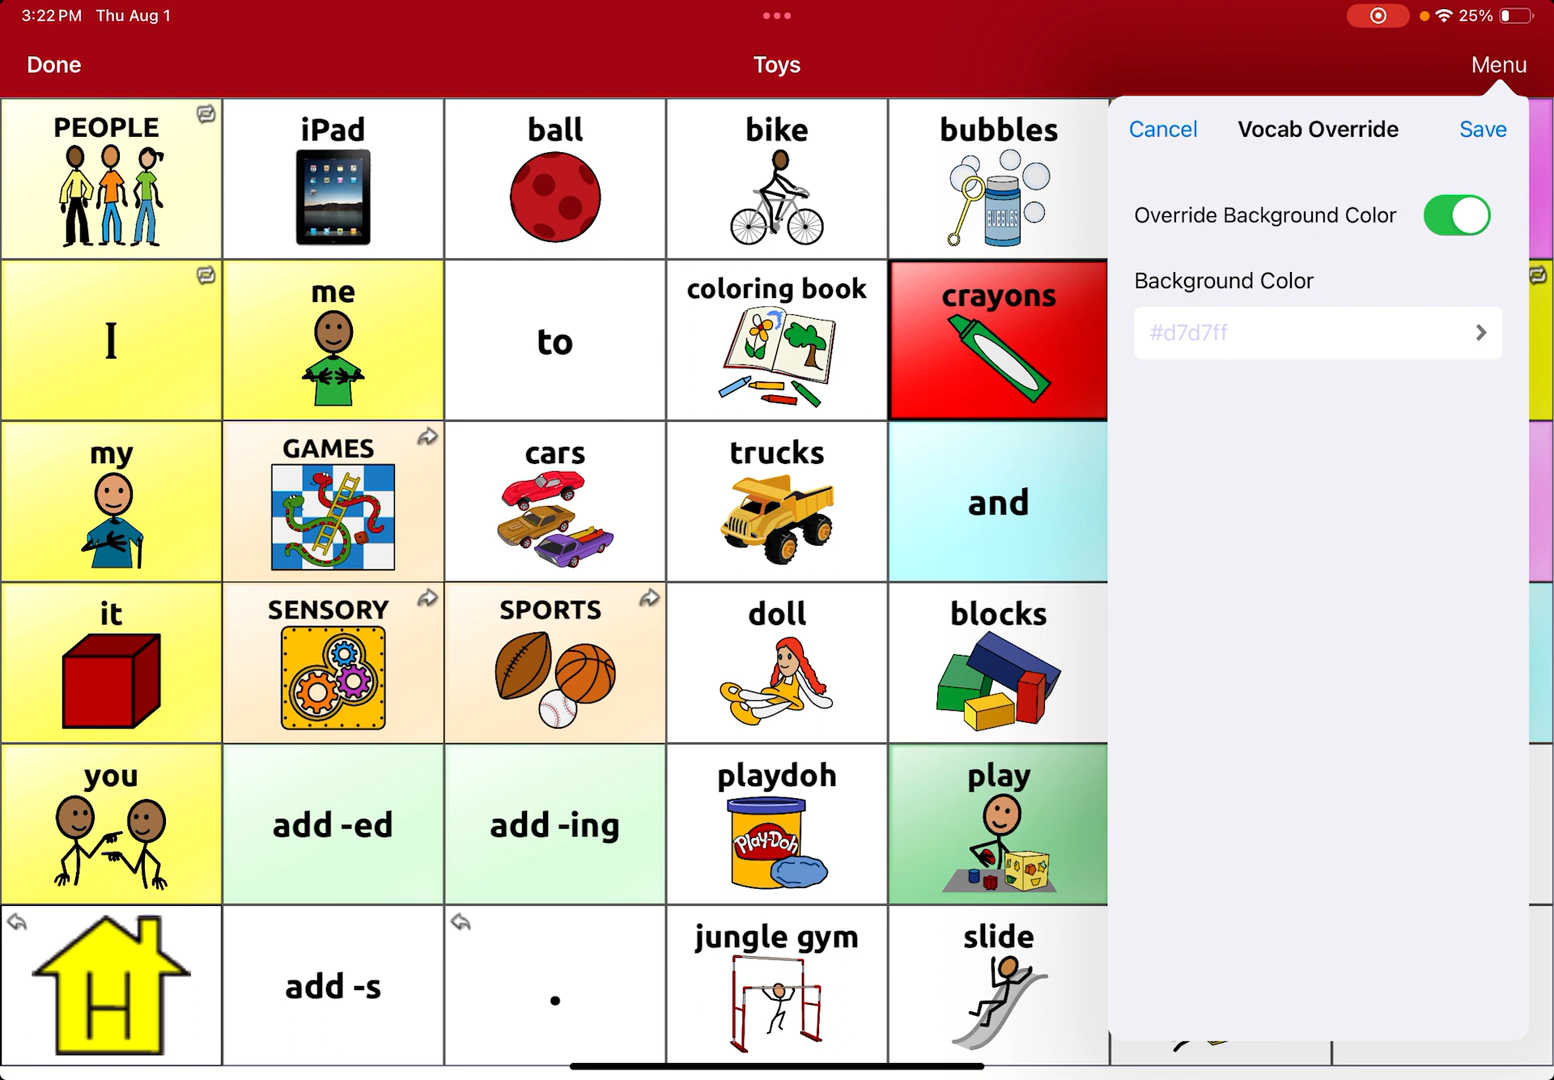 3:22 PM Thu Aug 1
25%
Done
Toys
Menu
PEOPLE
iPad
ball
bike
bubbles
Cancel
Vocab Override
Save
Override Background Color
Background Color
#d7d7ff
I
me
to
coloring book
crayons
my
GAMES
cars
trucks
and
it
SENSORY
SPORTS
doll
blocks
you
add -ed
add -ing
playdoh
Play-Doh
play
H
add -s
.
jungle gym
slide